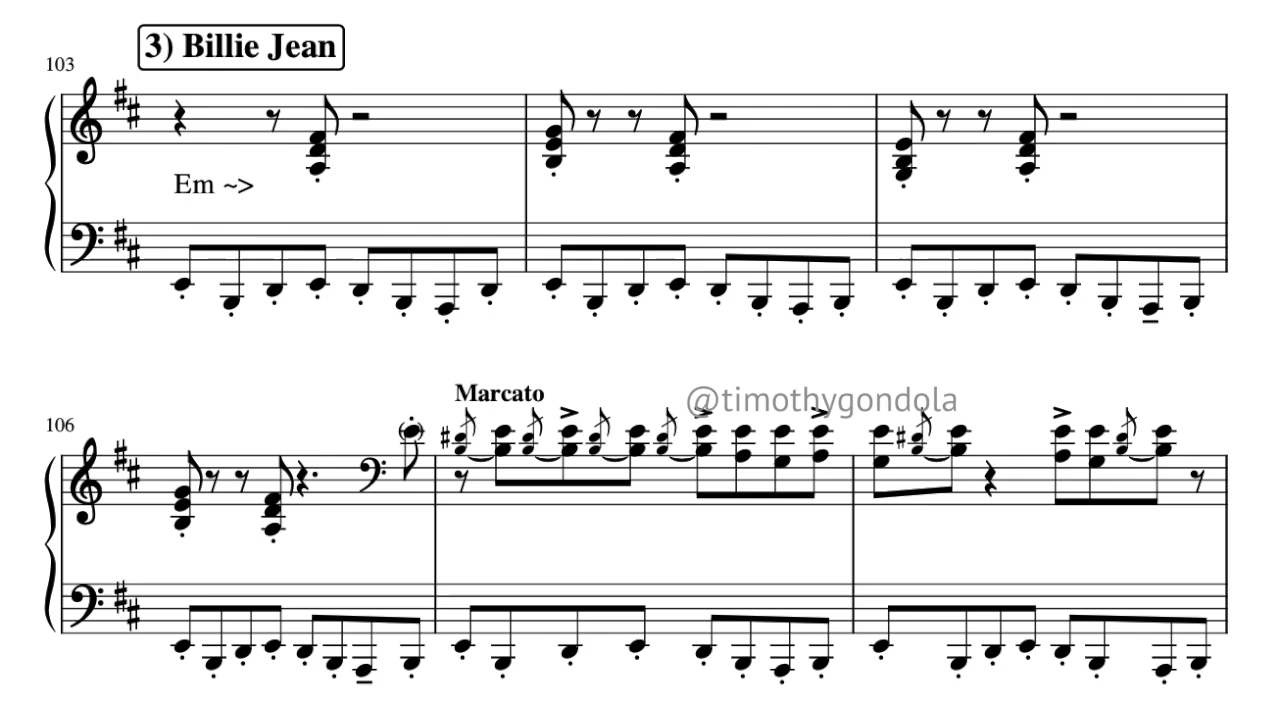 3) Billie Jean
103
Em ~>
106
Marcato
@timothygondola